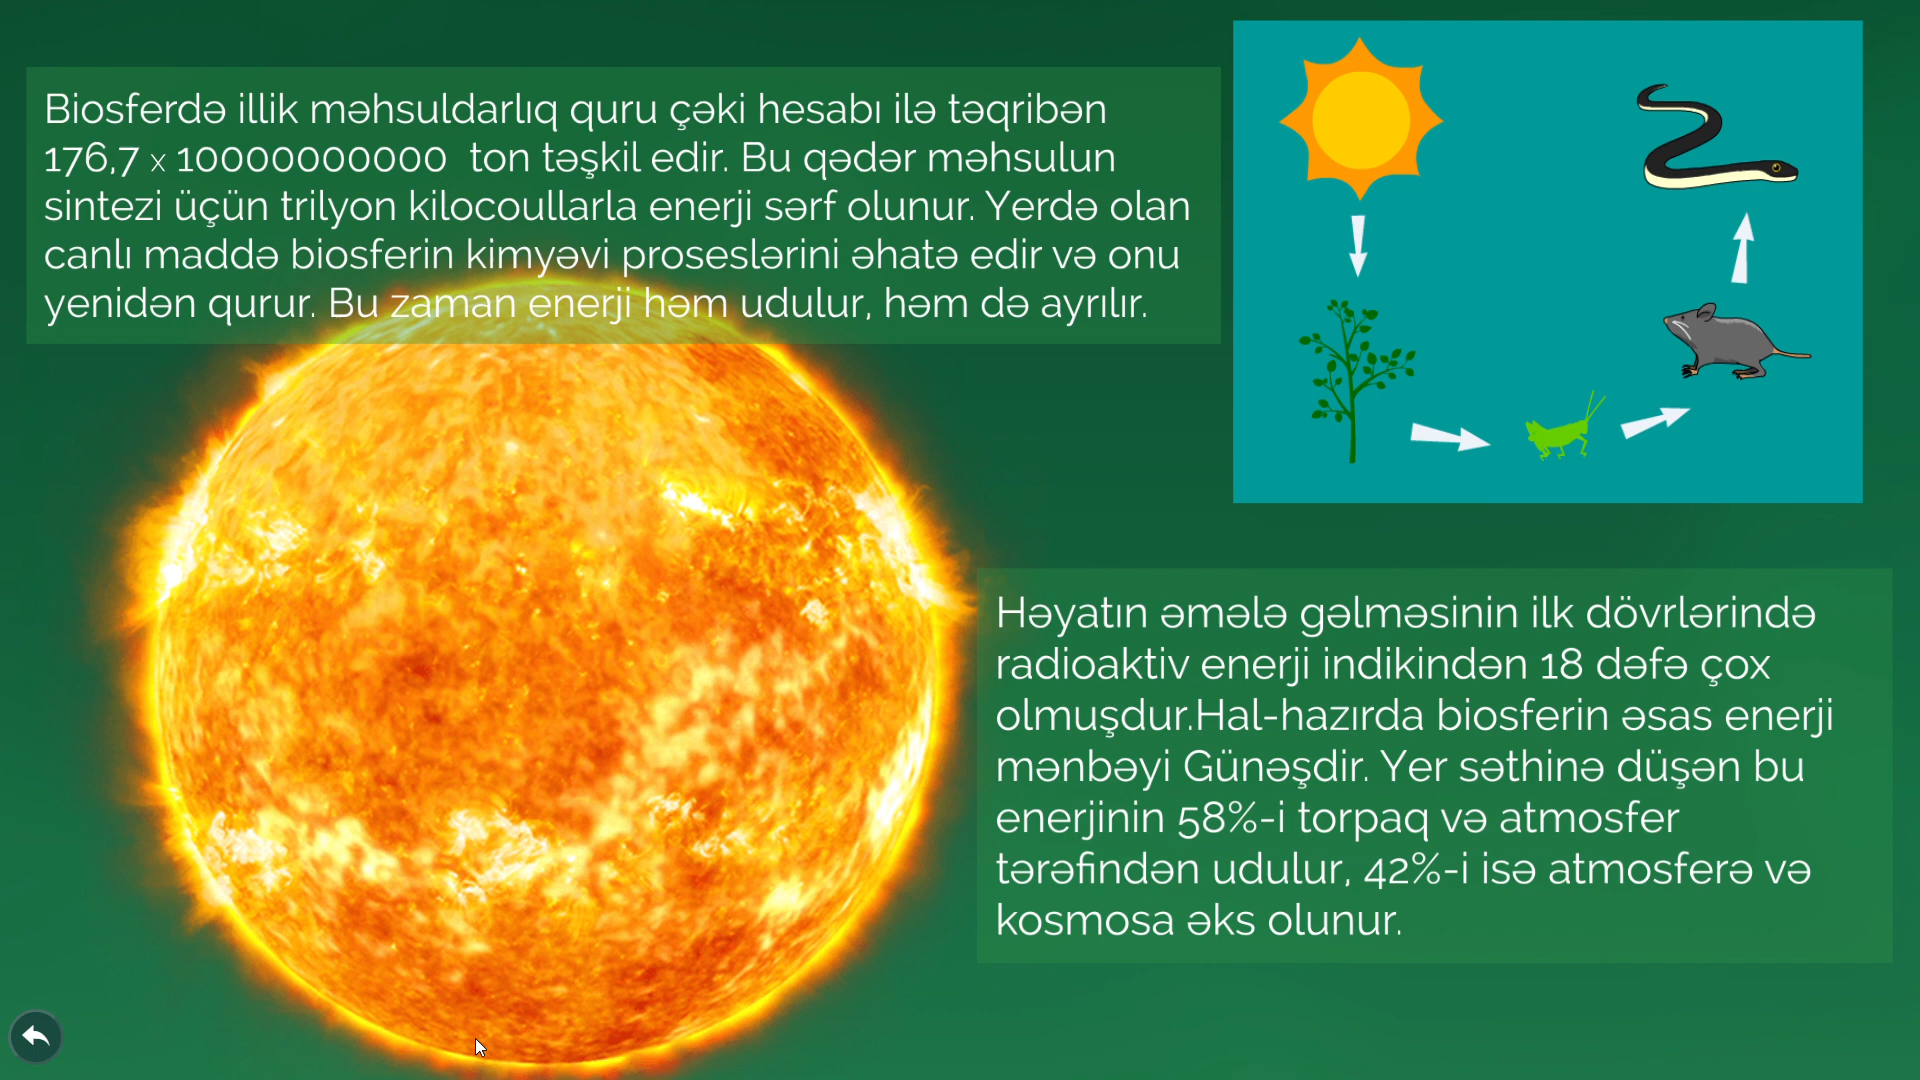 Biosferdə illik məhsuldarlıq quru çəki hesabı ilə təqribən
176,7 x 10000000000 ton təşkil edir. Bu qədər məhsulun
sintezi üçün trilyon kilocoullarla enerji sərf olunur. Yerdə olan
canlı maddə biosferin kimyəvi proseslərini əhatə edir və onu
yenidən qurur. Bu zaman enerji həm udulur, həm də ayrılır.
Həyatın əmələ gəlməsinin ilk dövrlərində
radioaktiv enerji indikindən 18 dəfə çox
olmuşdur.Hal-hazırda biosferin əsas enerji
mənbəyi Günəşdir. Yer səthinə düşən bu
enerjinin 58%-i torpaq və atmosfer
tərəfindən udulur, 42%-i isə atmosferə və
kosmosa əks olunur.